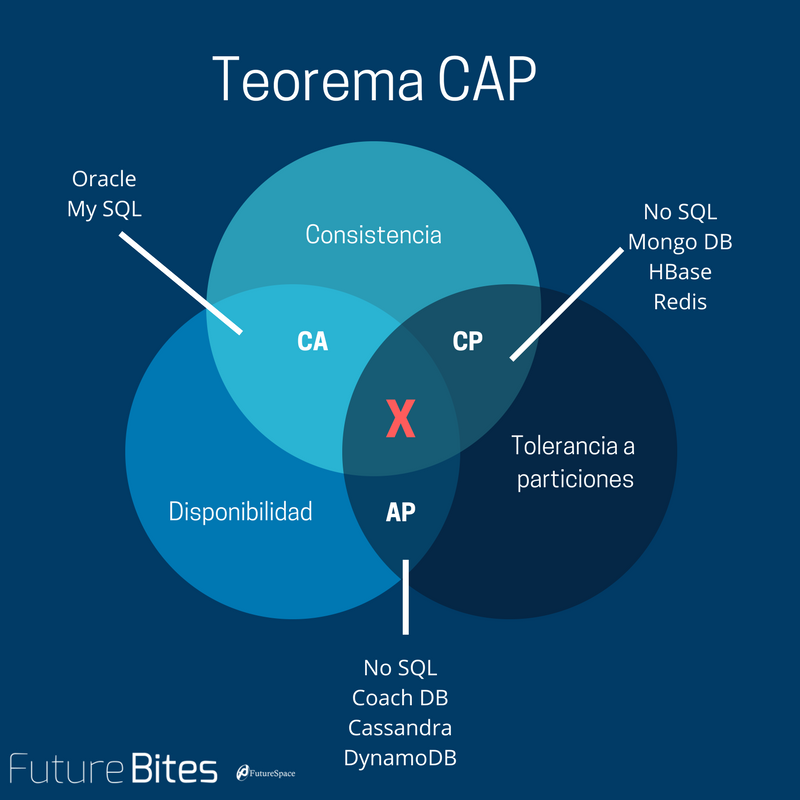 Teorema CAP
Oracle
My SQL
Consistencia
No SQL
Mongo DB
HBase
Redis
CA
CP
X
Tolerancia a
particiones
Disponibilidad
AP
No SQL
Coach DB
Cassandra
DynamoDB
Future Bites
FutureSpace